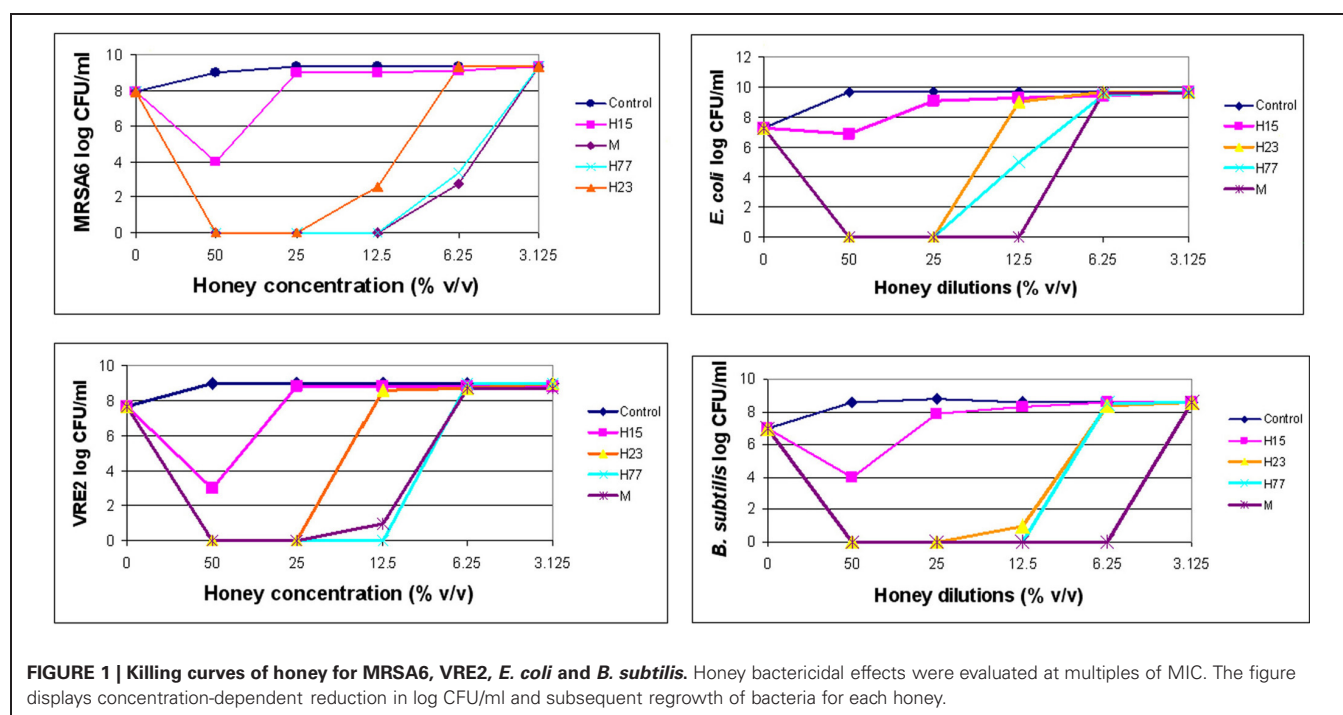 MRSA6 log CFU/ml
10
8
6
4
2
0
0 50 25 12.5 6.25 3.125
Honey concentration (% v/v)
Control
H15
M
H77
H23
E. coli log CFU/ml
12
10
8
6
4
2
0
0 50 25 12.5 6.25 3.125
Honey dilutions (% v/v)
Control
H15
H23
H77
M
VRE2 log CFU/ml
10
8
6
4
2
0
0 50 25 12.5 6.25 3.125
Honey concentration (% v/v)
Control
H15
H23
H77
M
B. subtilis log CFU/ml
10
8
6
4
2
0
0 50 25 12.5 6.25 3.125
Honey dilutions (% v/v)
Control
H15
H23
H77
M
FIGURE 1 | Killing curves of honey for MRSA6, VRE2, E. coli and B. subtilis. Honey bactericidal effects were evaluated at multiples of MIC. The figure
displays concentration-dependent reduction in log CFU/ml and subsequent regrowth of bacteria for each honey.